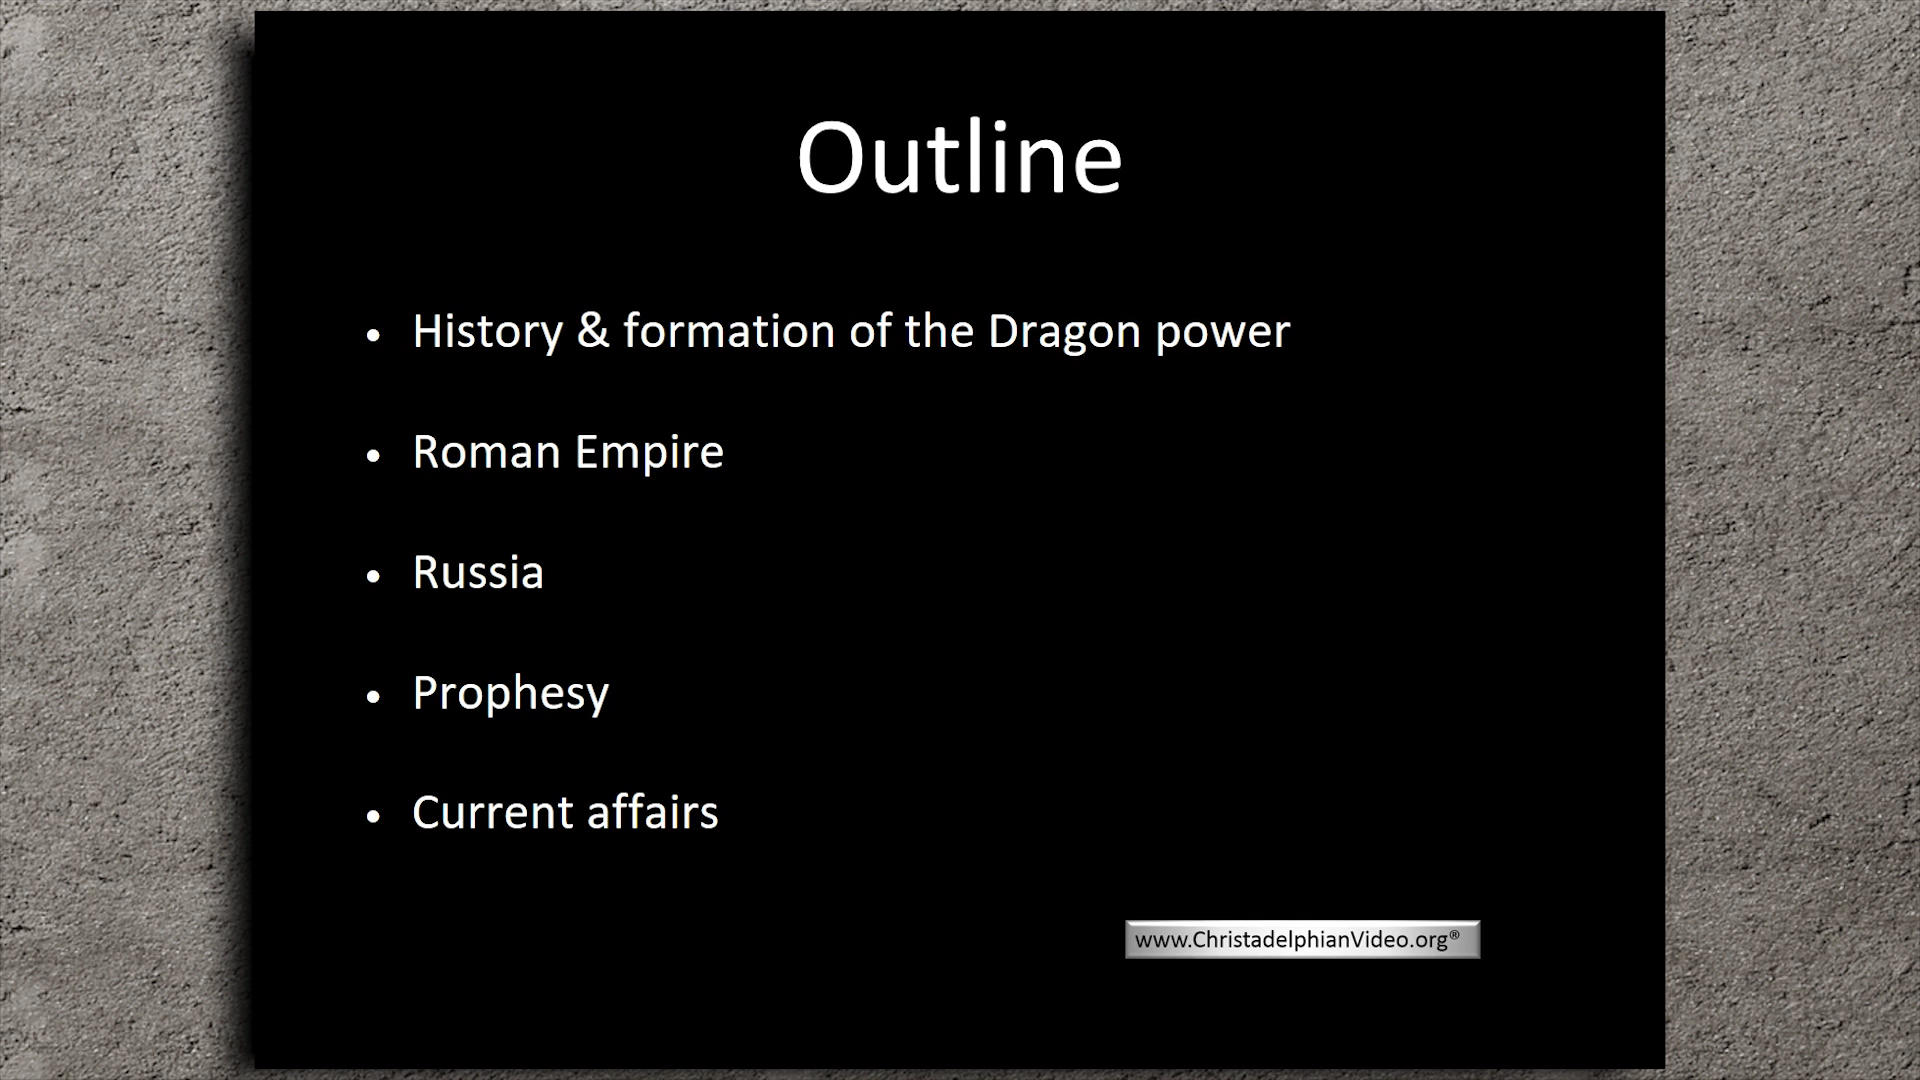 Outline
• History & formation of the Dragon power
• Roman Empire
• Russia
• Prophesy
• Current affairs
www.ChristadelphianVideo.org®